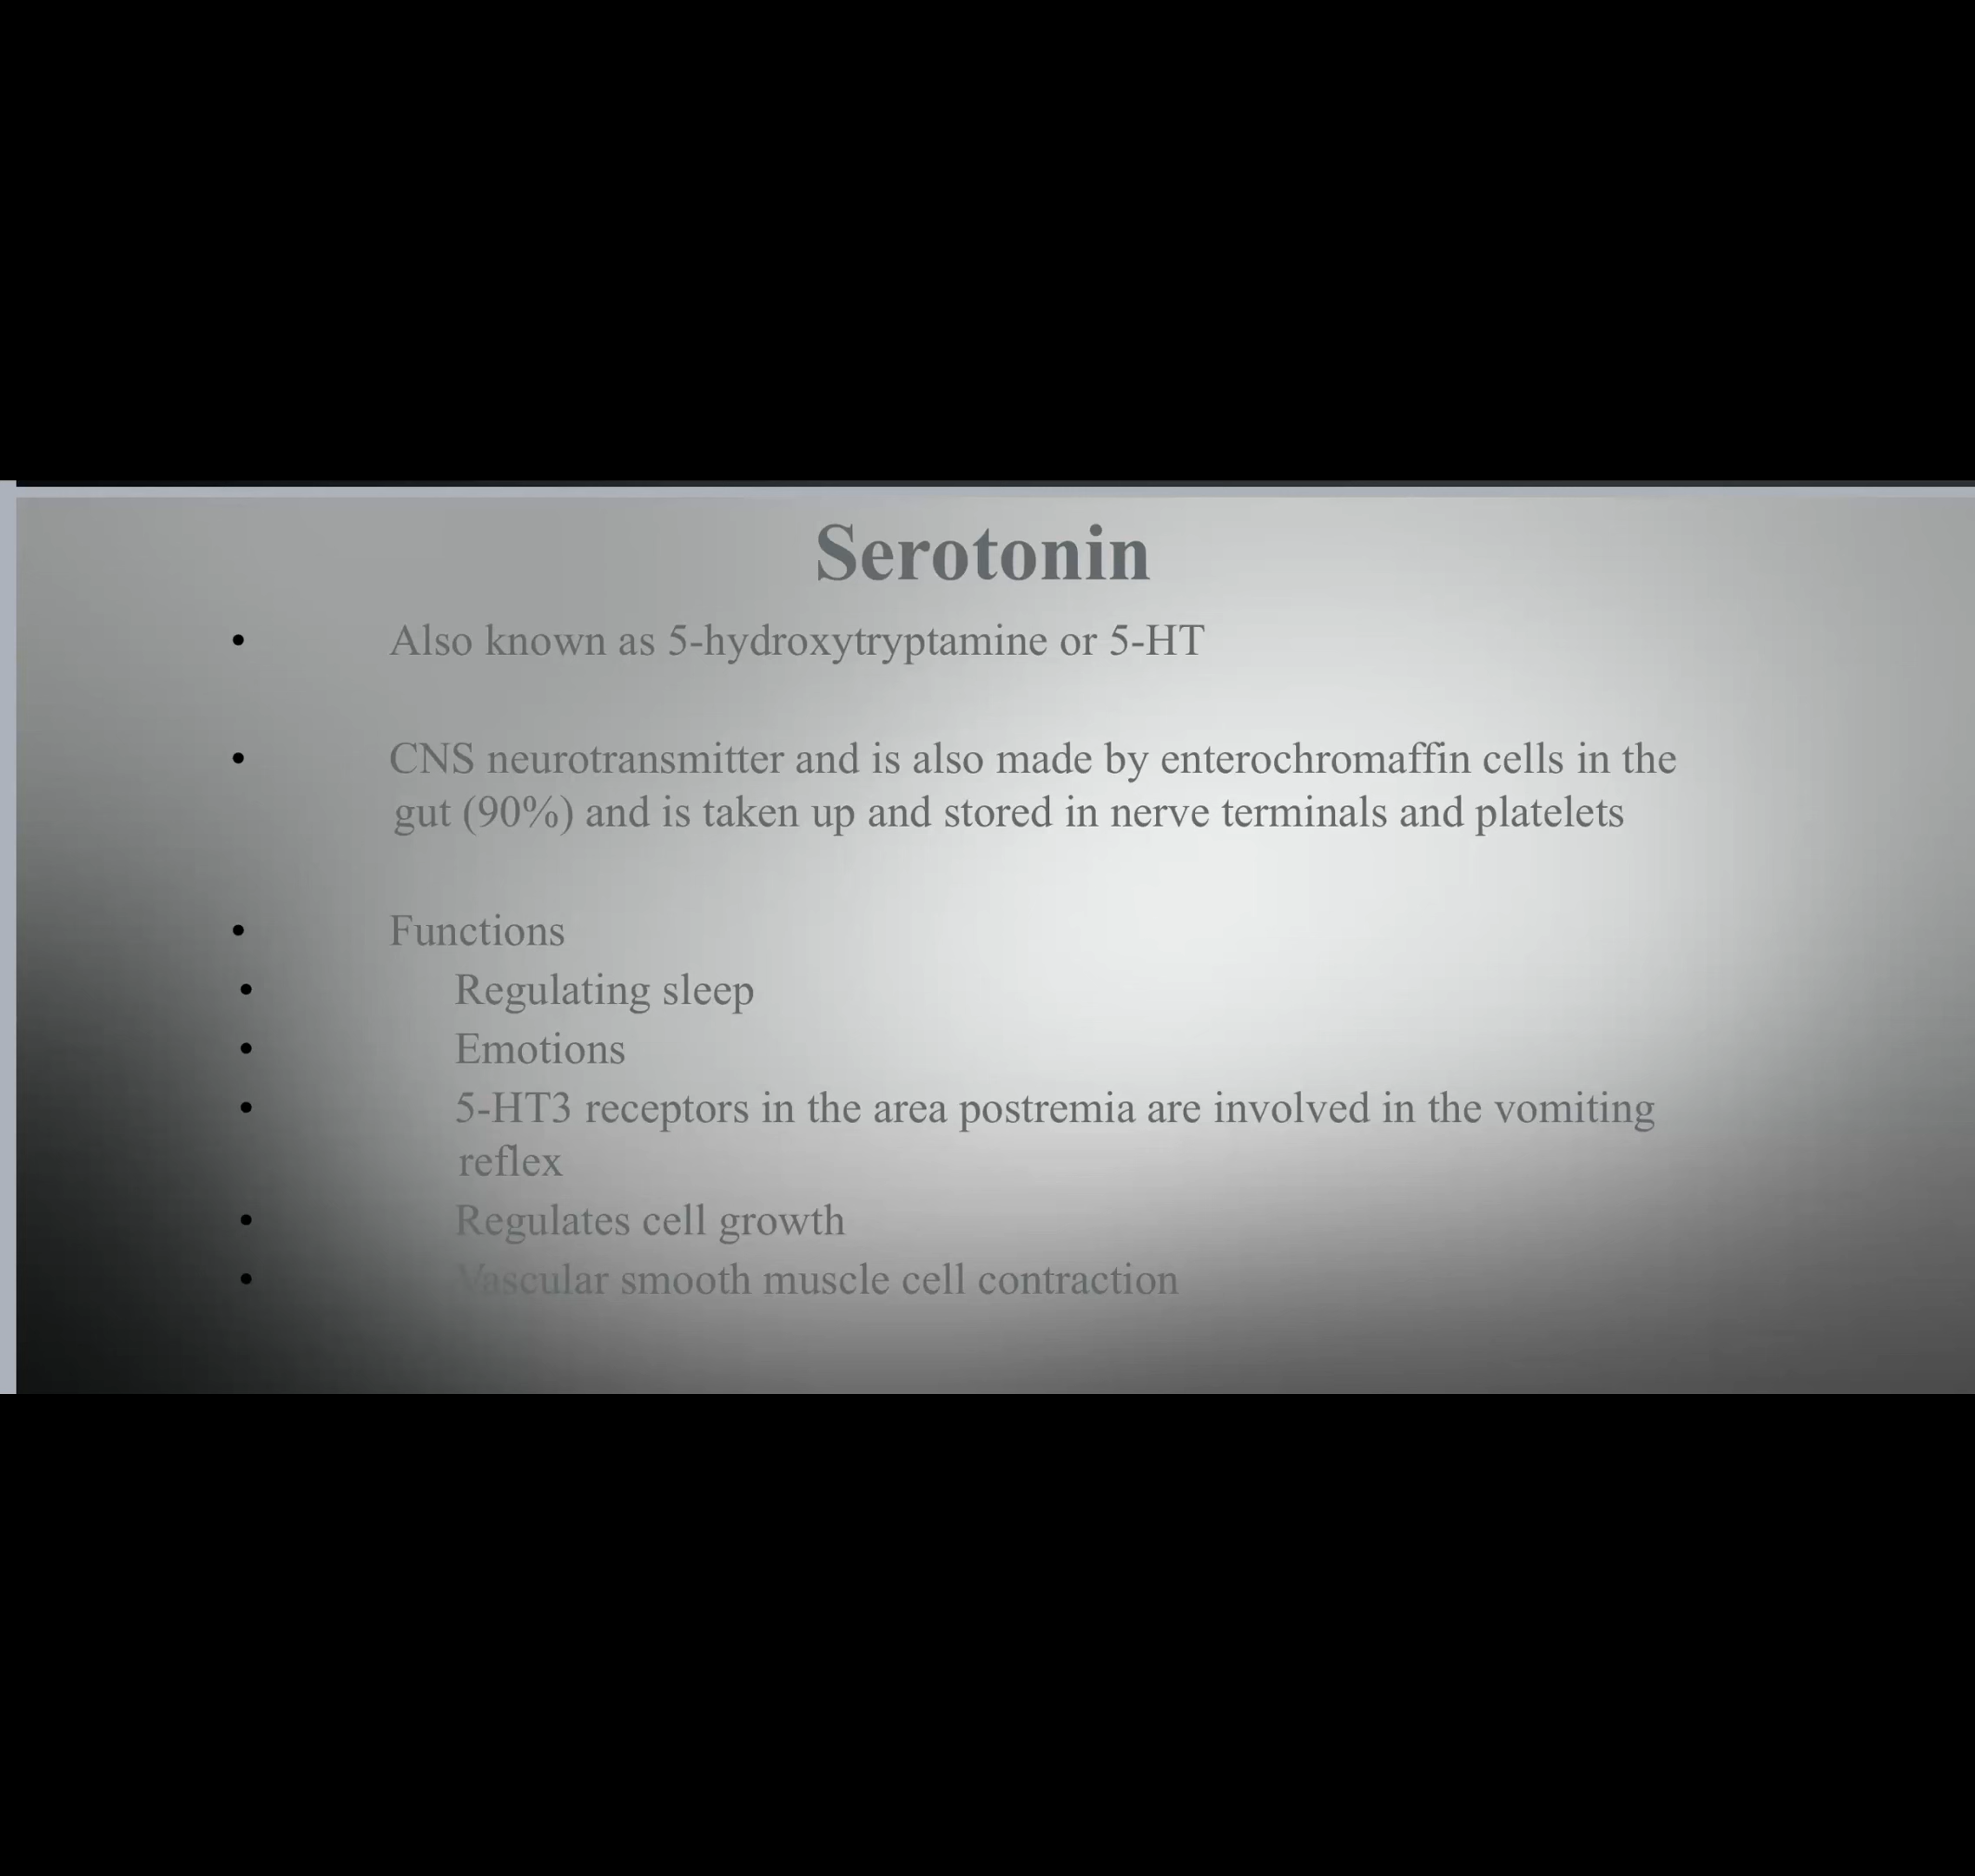 Serotonin
• Also known as 5-hydroxytryptamine or 5-HT
• CNS neurotransmitter and is also made by enterochromaffin cells in the
gut (90%) and is taken up and stored in nerve terminals and platelets
• Functions
• Regulating sleep
• Emotions
• 5-HT3 receptors in the area postremia are involved in the vomiting
reflex
• Regulates cell growth
• Vascular smooth muscle cell contraction